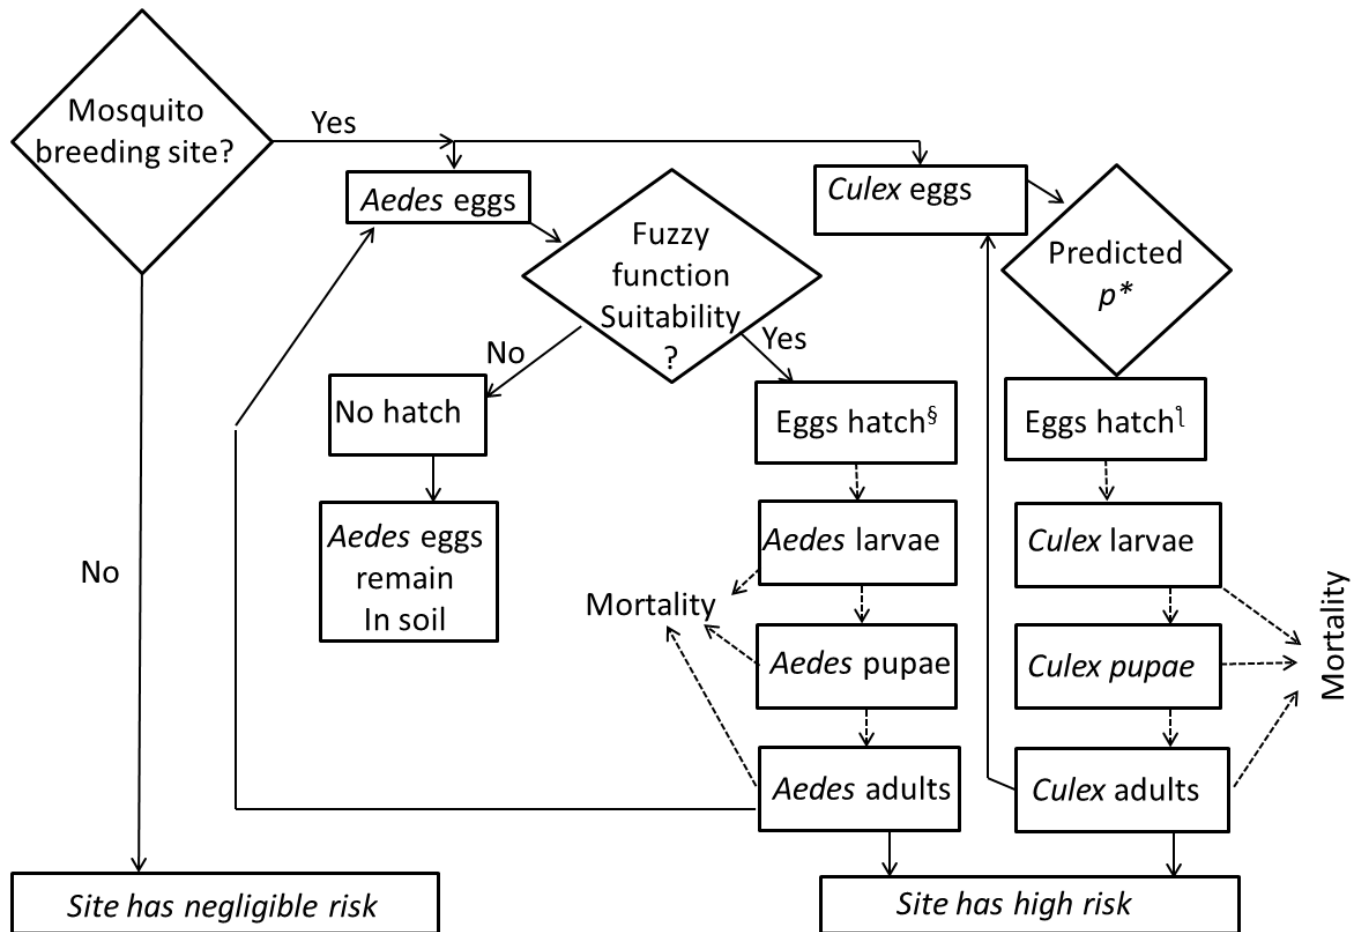 Mosquito
breeding site?
Yes
Aedes eggs
Culex eggs
Fuzzy
function
Suitability
?
Predicted
p*
No
Yes
No hatch
Eggs hatch§
Eggs hatchʅ
Aedes eggs
remain
In soil
Aedes larvae
Culex larvae
No
Mortality
Mortality
Aedes pupae
Culex pupae
Aedes adults
Culex adults
Site has negligible risk
Site has high risk